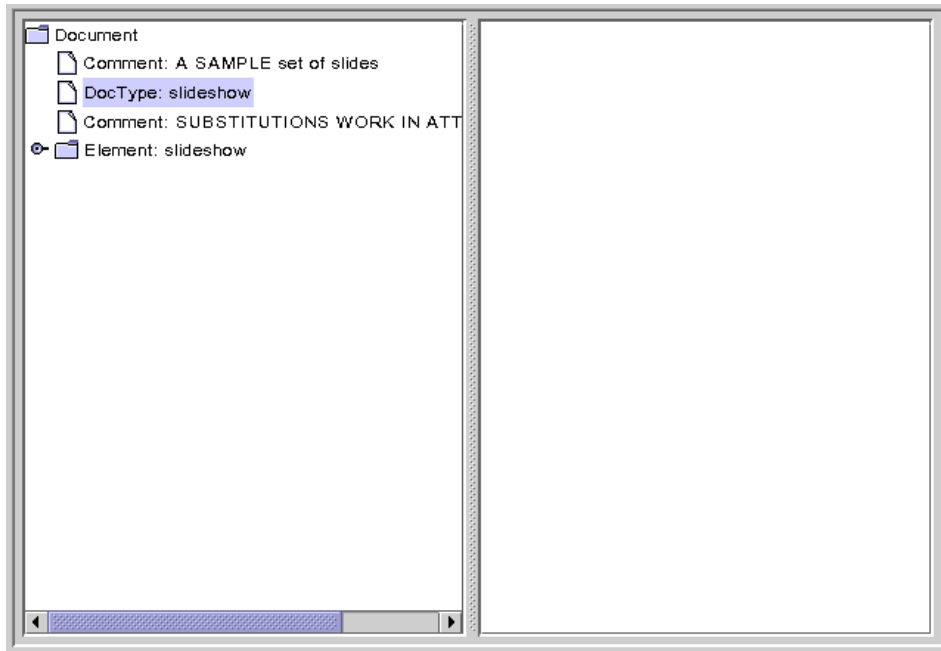 Document
Comment: A SAMPLE set of slides
DocType: slideshow
Comment: SUBSTITUTIONS WORK IN ATT
Element: slideshow